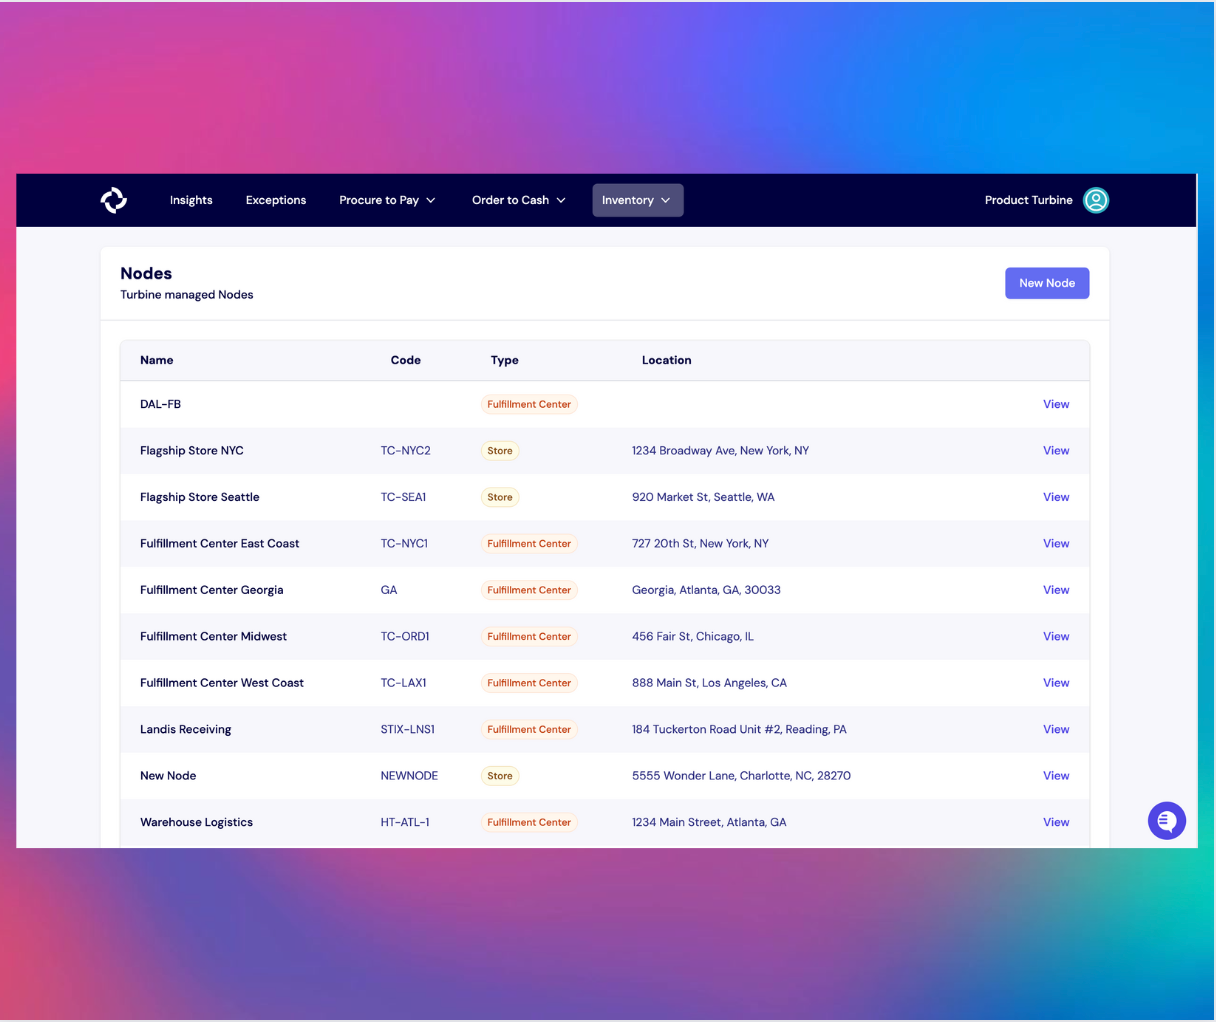 Insights Exceptions Procure to Pay Order to Cash Inventory Product Turbine
Nodes
Turbine managed Nodes
New Node
Name Code Type Location
DAL-FB Fulfillment Center View
Flagship Store NYC TC-NYC2 Store 1234 Broadway Ave, New York, NY View
Flagship Store Seattle TC-SEA1 Store 920 Market St, Seattle, WA View
Fulfillment Center East Coast TC-NYC1 Fulfillment Center 727 20th St, New York, NY View
Fulfillment Center Georgia GA Fulfillment Center Georgia, Atlanta, GA, 30033 View
Fulfillment Center Midwest TC-ORD1 Fulfillment Center 456 Fair St, Chicago, IL View
Fulfillment Center West Coast TC-LAX1 Fulfillment Center 888 Main St, Los Angeles, CA View
Landis Receiving STIX-LNS1 Fulfillment Center 184 Tuckerton Road Unit #2, Reading, PA View
New Node NEWNODE Store 5555 Wonder Lane, Charlotte, NC, 28270 View
Warehouse Logistics HT-ATL-1 Fulfillment Center 1234 Main Street, Atlanta, GA View